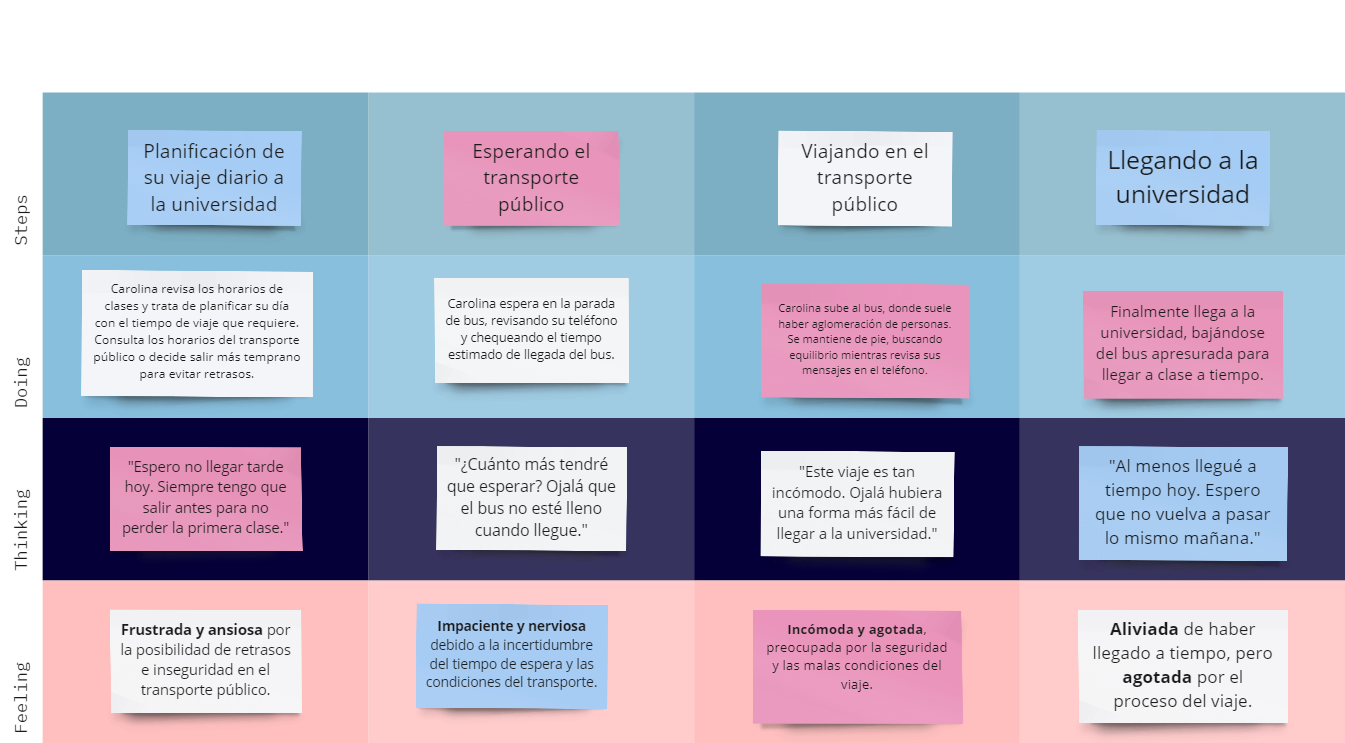 Steps
Planificación de
su viaje diario a
la universidad
Esperando el
transporte
público
Viajando en el
transporte
público
Llegando a la
universidad
Doing
Carolina revisa los horarios de
clases y trata de planificar su día
con el tiempo de viaje que requiere.
Consulta los horarios del transporte
público o decide salir más temprano
para evitar retrasos.
Carolina espera en la parada
de bus, revisando su teléfono
y chequeando el tiempo
estimado de llegada del bus.
Carolina sube al bus, donde suele
haber aglomeración de personas.
Se mantiene de pie, buscando
equilibrio mientras revisa sus
mensajes en el teléfono.
Finalmente llega a la
universidad, bajándose
del bus apresurada para
llegar a clase a tiempo.
Thinking
"Espero no llegar tarde
hoy. Siempre tengo que
salir antes para no
perder la primera clase."
"¿Cuánto más tendré
que esperar? Ojalá que
el bus no esté lleno
cuando llegue."
"Este viaje es tan
incómodo. Ojalá hubiera
una forma más fácil de
llegar a la universidad."
"Al menos llegué a
tiempo hoy. Espero
que no vuelva a pasar
lo mismo mañana."
Feeling
Frustrada y ansiosa por
la posibilidad de retrasos
e inseguridad en el
transporte público.
Impaciente y nerviosa
debido a la incertidumbre
del tiempo de espera y las
condiciones del transporte.
Incómoda y agotada,
preocupada por la seguridad
y las malas condiciones del
viaje.
Aliviada de haber
llegado a tiempo, pero
agotada por el
proceso del viaje.